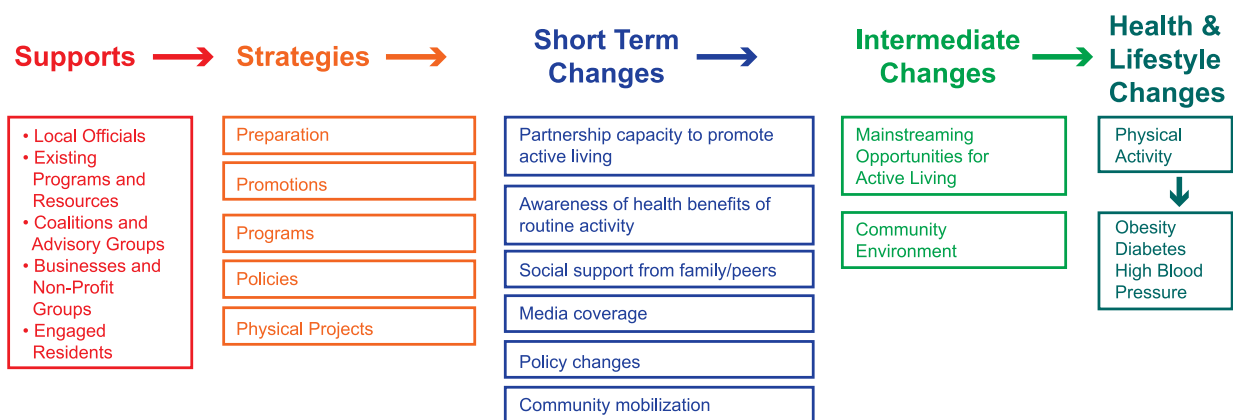 Supports
Strategies
Short Term
Changes
Intermediate
Changes
Health &
Lifestyle
Changes
• Local Officials
• Existing
Programs and
Resources
• Coalitions and
Advisory Groups
• Businesses and
Non-Profit
Groups
• Engaged
Residents
Preparation
Promotions
Programs
Policies
Physical Projects
Partnership capacity to promote
active living
Awareness of health benefits of
routine activity
Social support from family/peers
Media coverage
Policy changes
Community mobilization
Mainstreaming
Opportunities for
Active Living
Community
Environment
Physical
Activity
Obesity
Diabetes
High Blood
Pressure